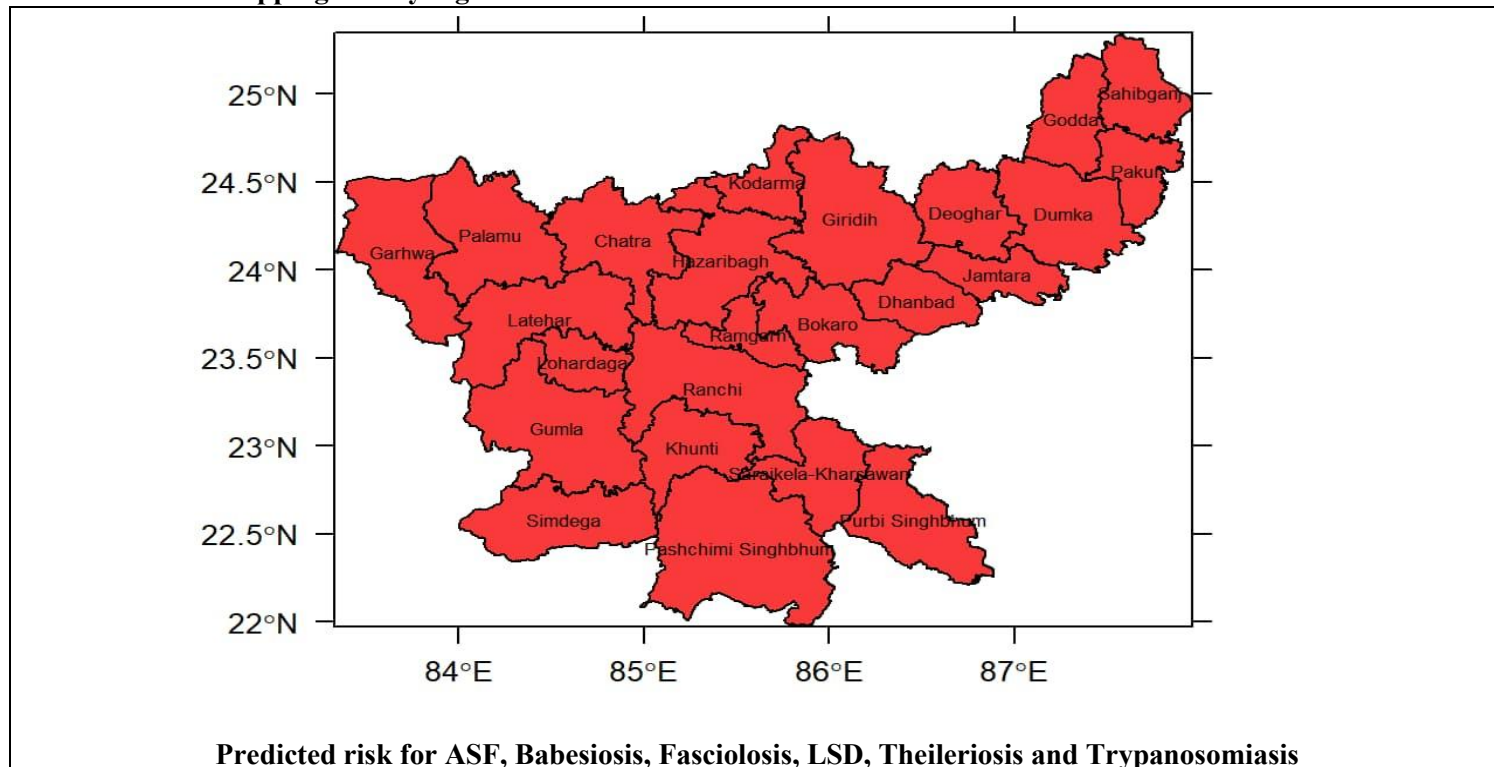 25°N
24.5°N
24°N
23.5°N
23°N
22.5°N
22°N
Sahibganj
Godda
Pakur
Kodarma
Giridih
Deoghar
Dumka
Palamu
Chatra
Garhwa
Hazaribagh
Jamtara
Dhanbad
Latehar
Bokaro
Ramgarh
Lohardaga
Ranchi
Gumla
Khunti
Saraikela-Kharsawan
Simdega
Purbi Singhbhum
Pashchimi Singhbhum
84°E 85°E 86°E 87°E
Predicted risk for ASF, Babesiosis, Fasciolosis, LSD, Theileriosis and Trypanosomiasis